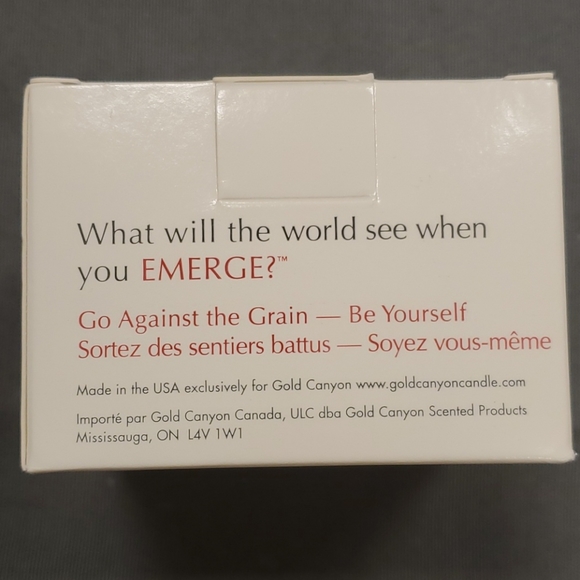 What will the world see when
you EMERGE?™
Go Against the Grain — Be Yourself
Sortez des sentiers battus — Soyez vous-même
Made in the USA exclusively for Gold Canyon www.goldcanyoncandle.com
Importé par Gold Canyon Canada, ULC dba Gold Canyon Scented Products
Mississauga, ON L4V 1W1